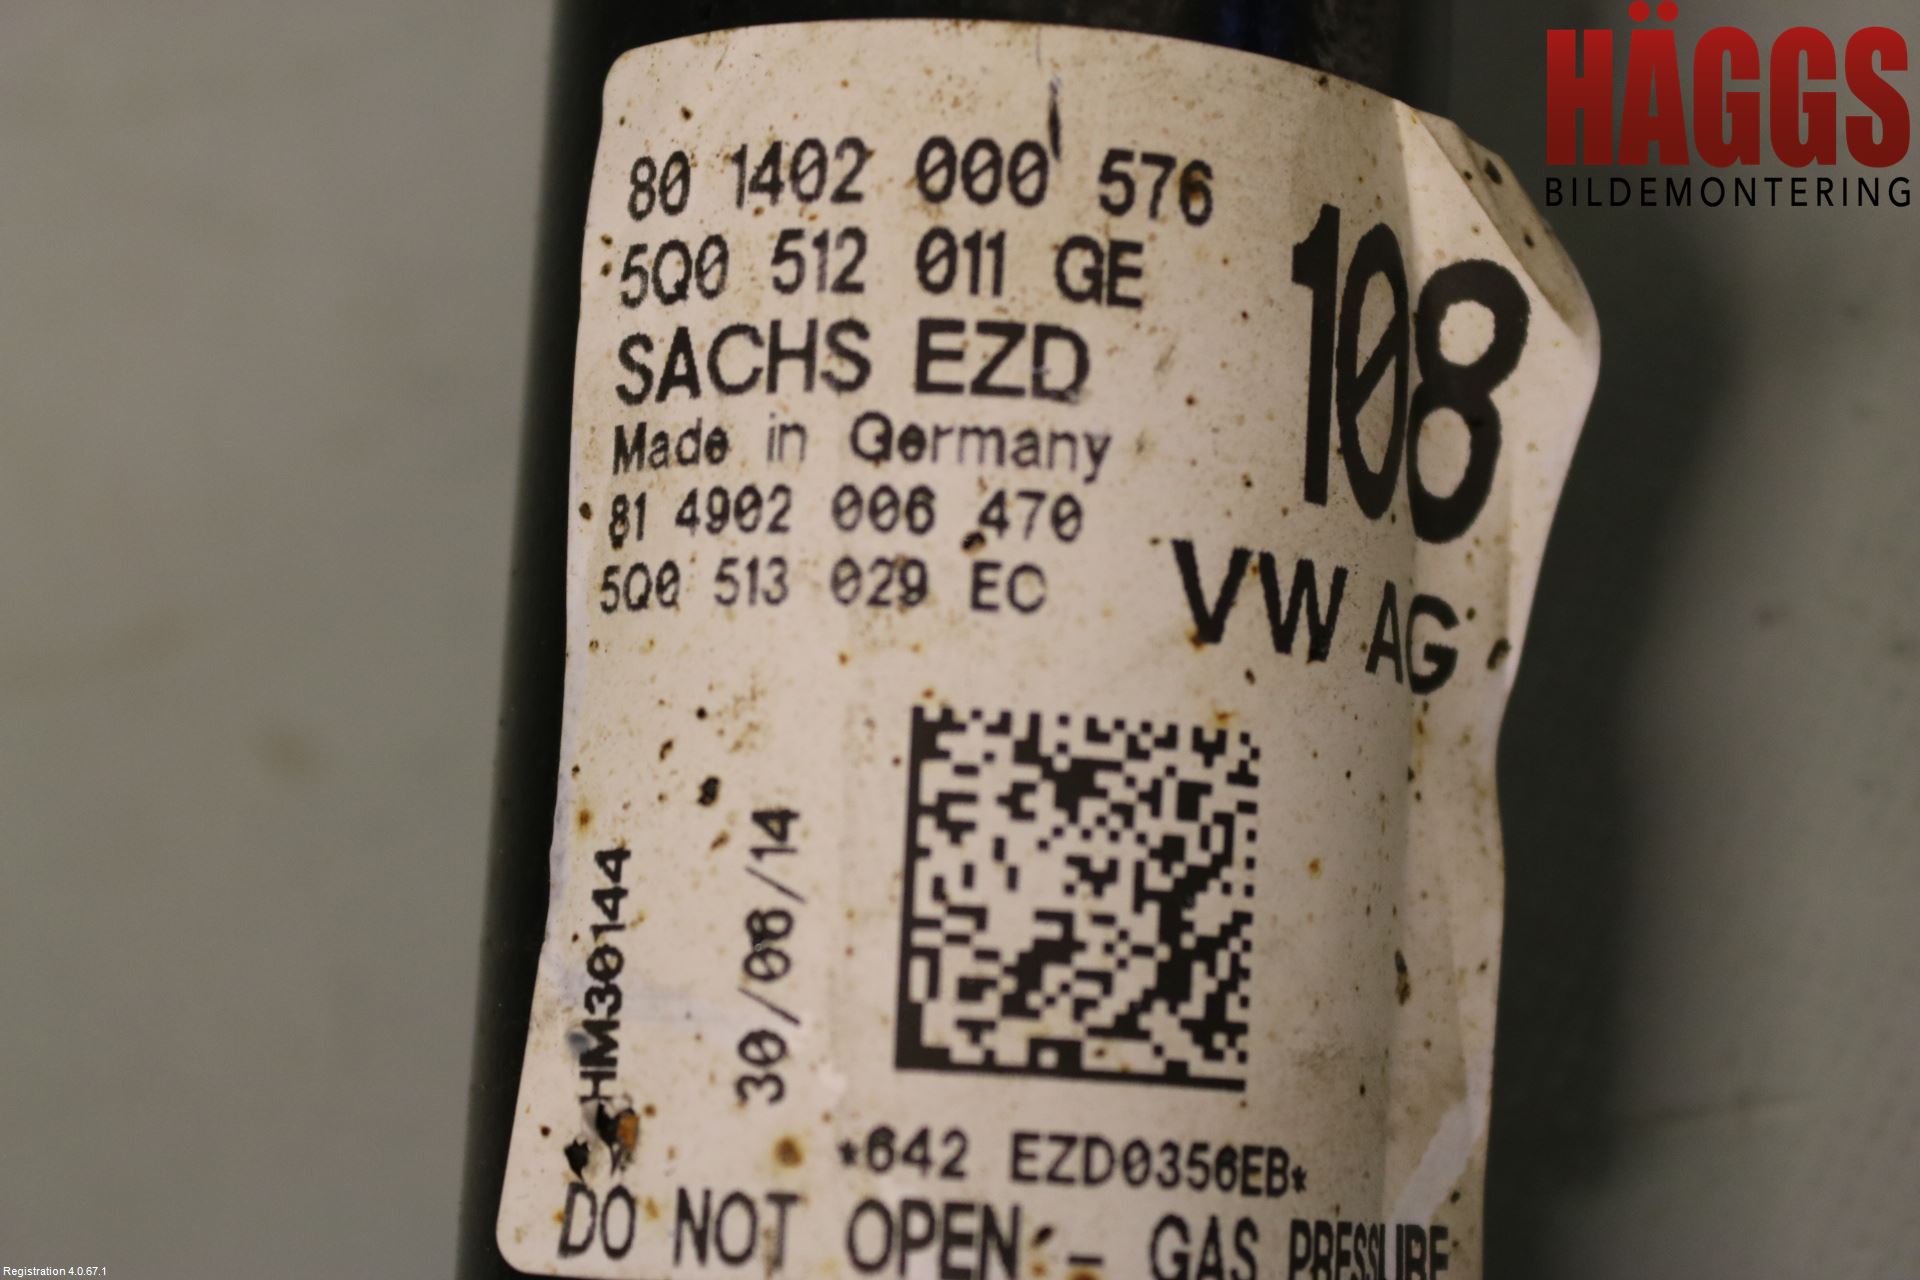 HÄGGS
BILDEMONTERING
80 1402 000 576
5Q0 512 011 GE
108
SACHS EZD
Made in Germany
81 4902 006 470
5Q0 513 029 EC
VW AG
HM30144
30/06/14
*642 EZD0356EB*
DO NOT OPEN - GAS PRESSURE
Registration 4.0.67.1